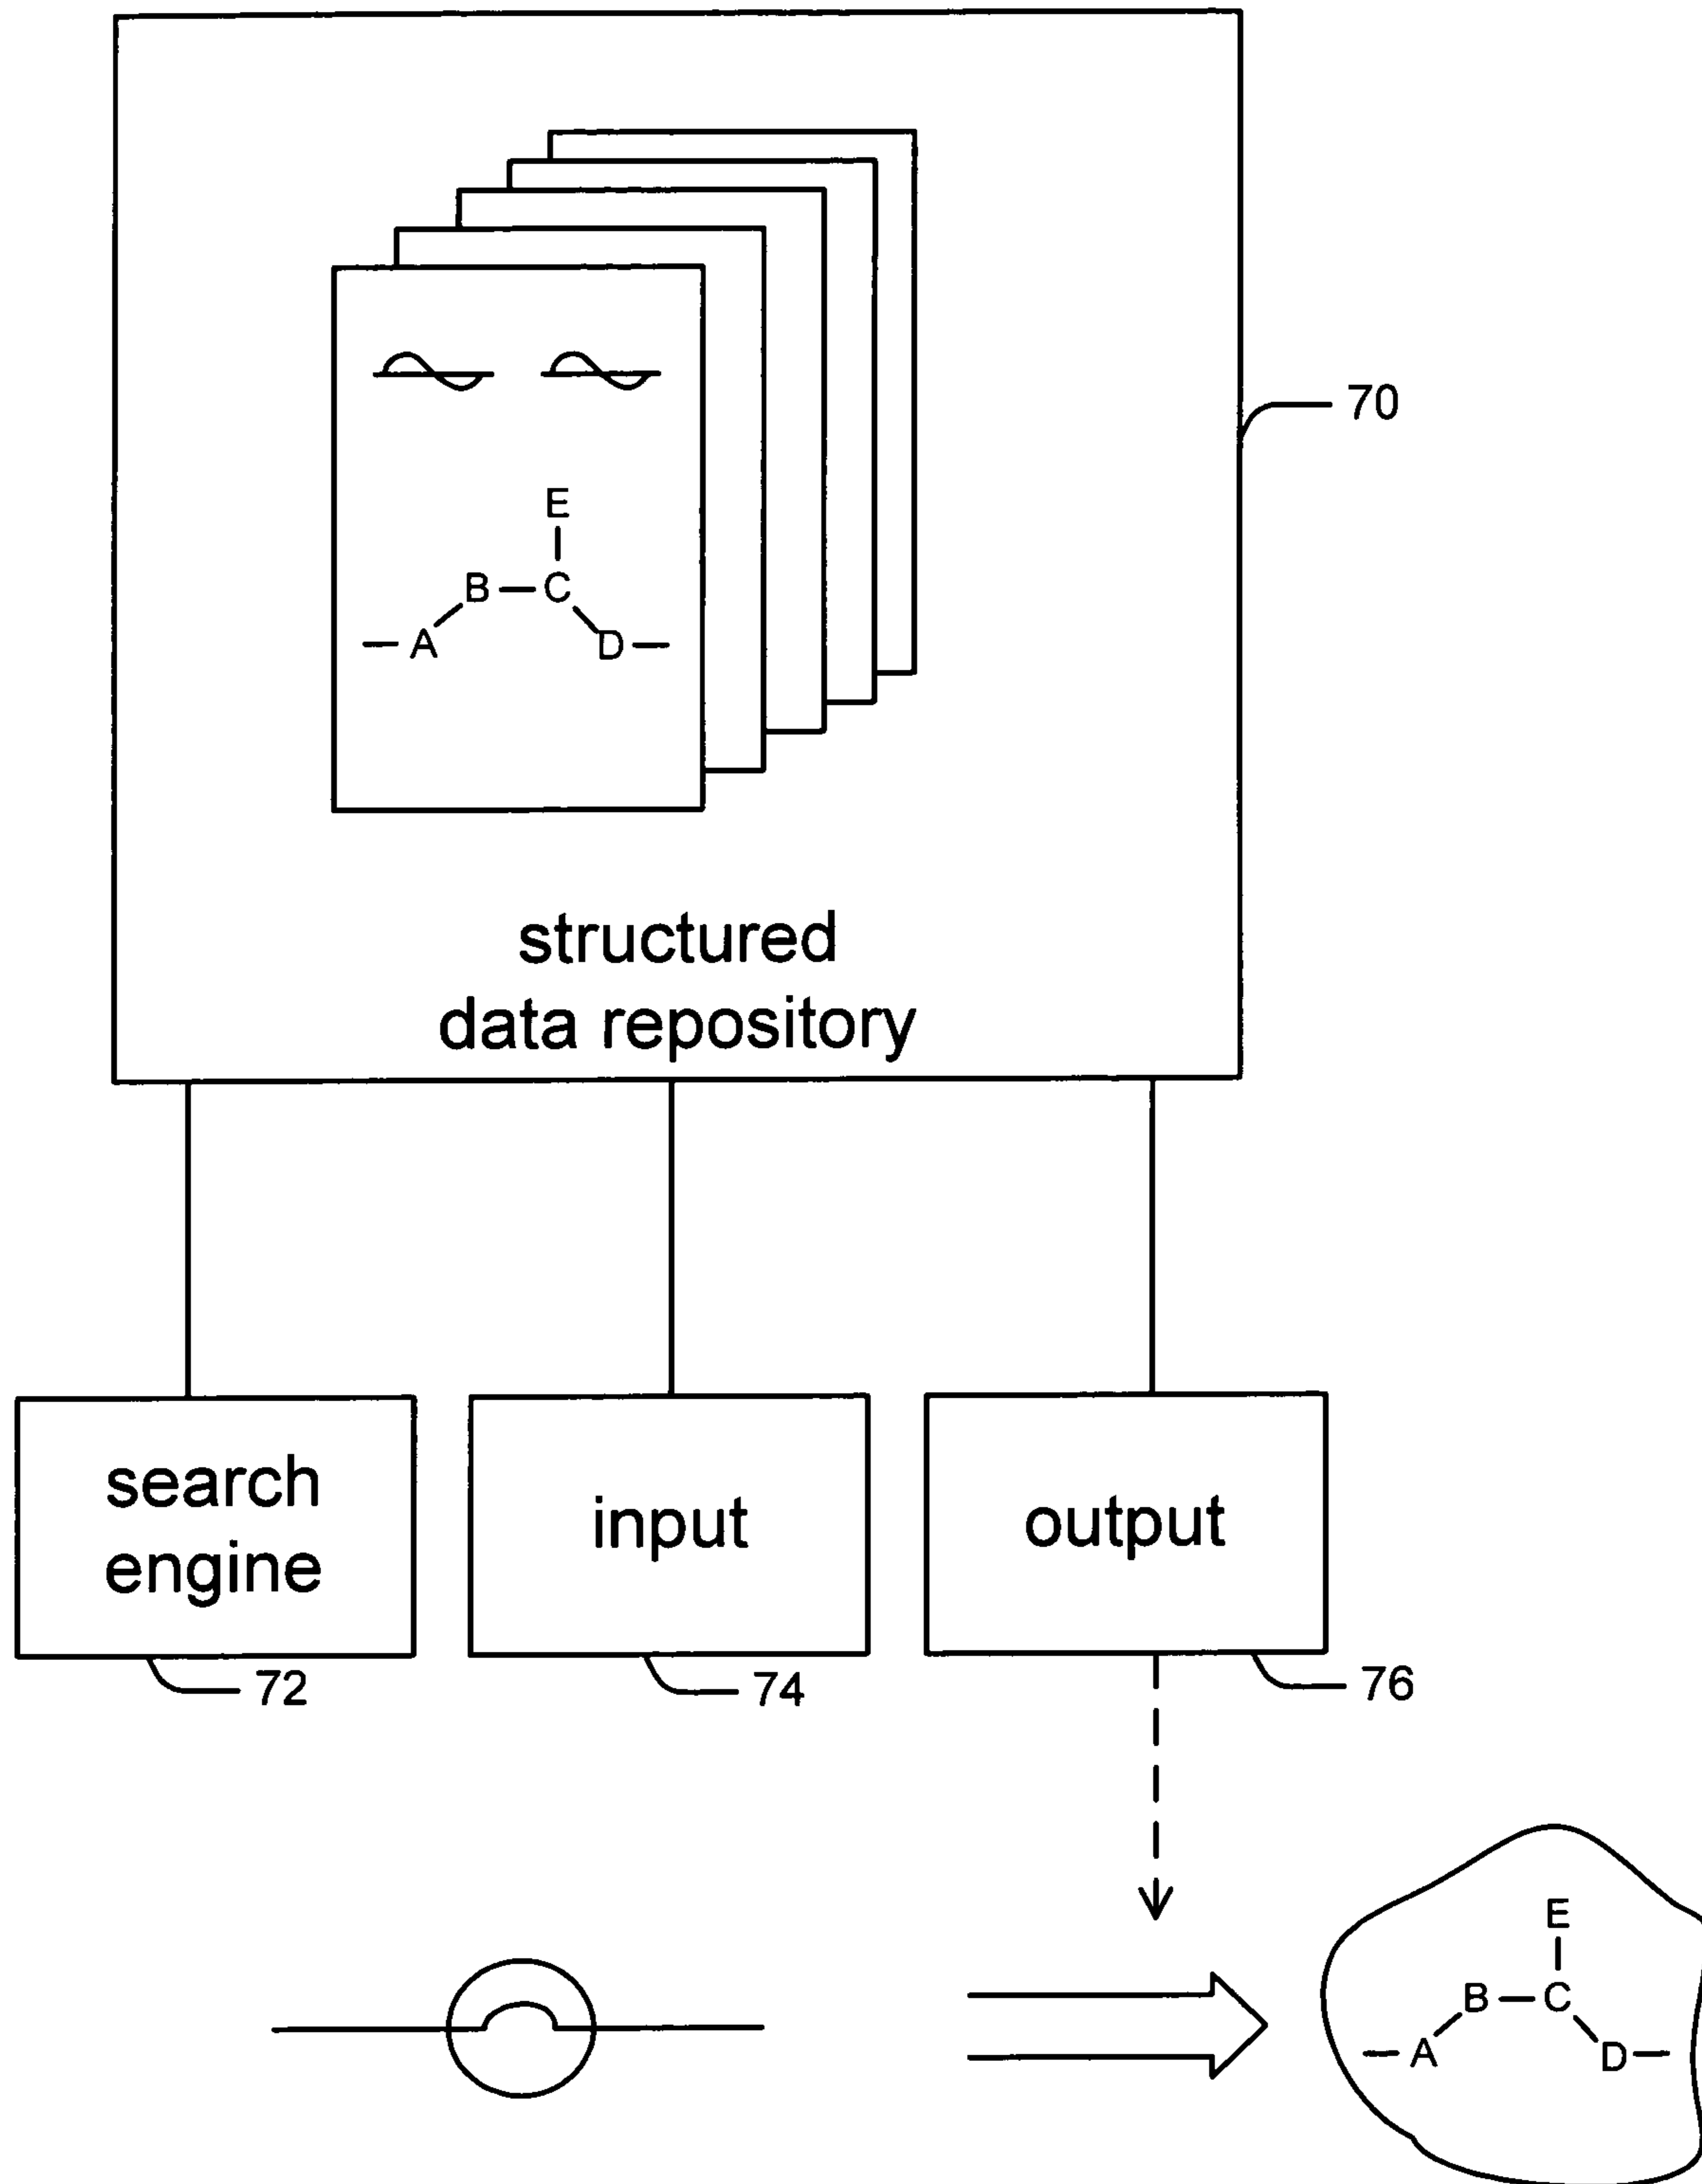 70
E
B — C
— A D —
structured
data repository
search
engine
input
output
72
74
76
E
B — C
— A D —